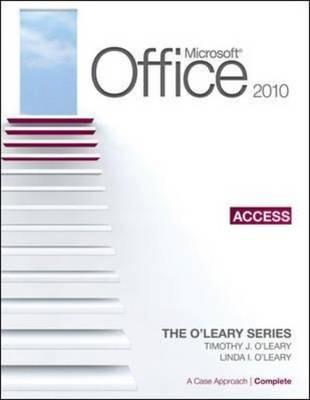 Microsoft®
Office 2010
ACCESS
THE O'LEARY SERIES
TIMOTHY J. O'LEARY
LINDA I. O'LEARY
A Case Approach | Complete